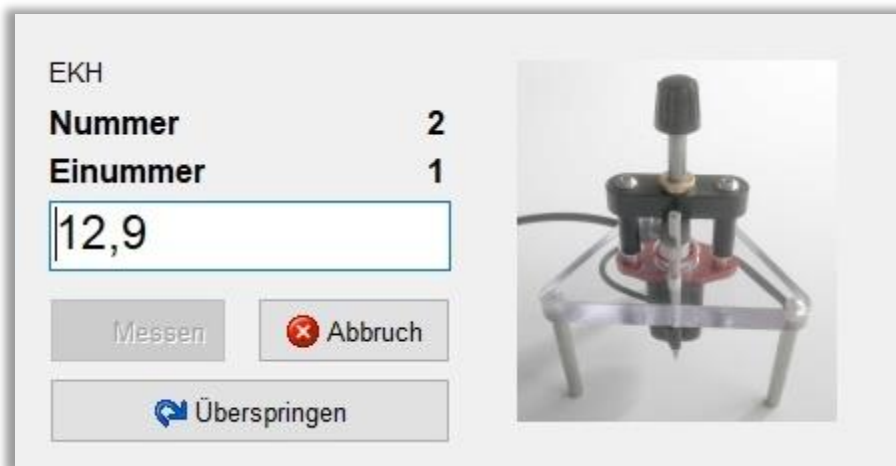 EKH
Nummer 2
Einummer 1
12,9
Messen Abbruch
Überspringen